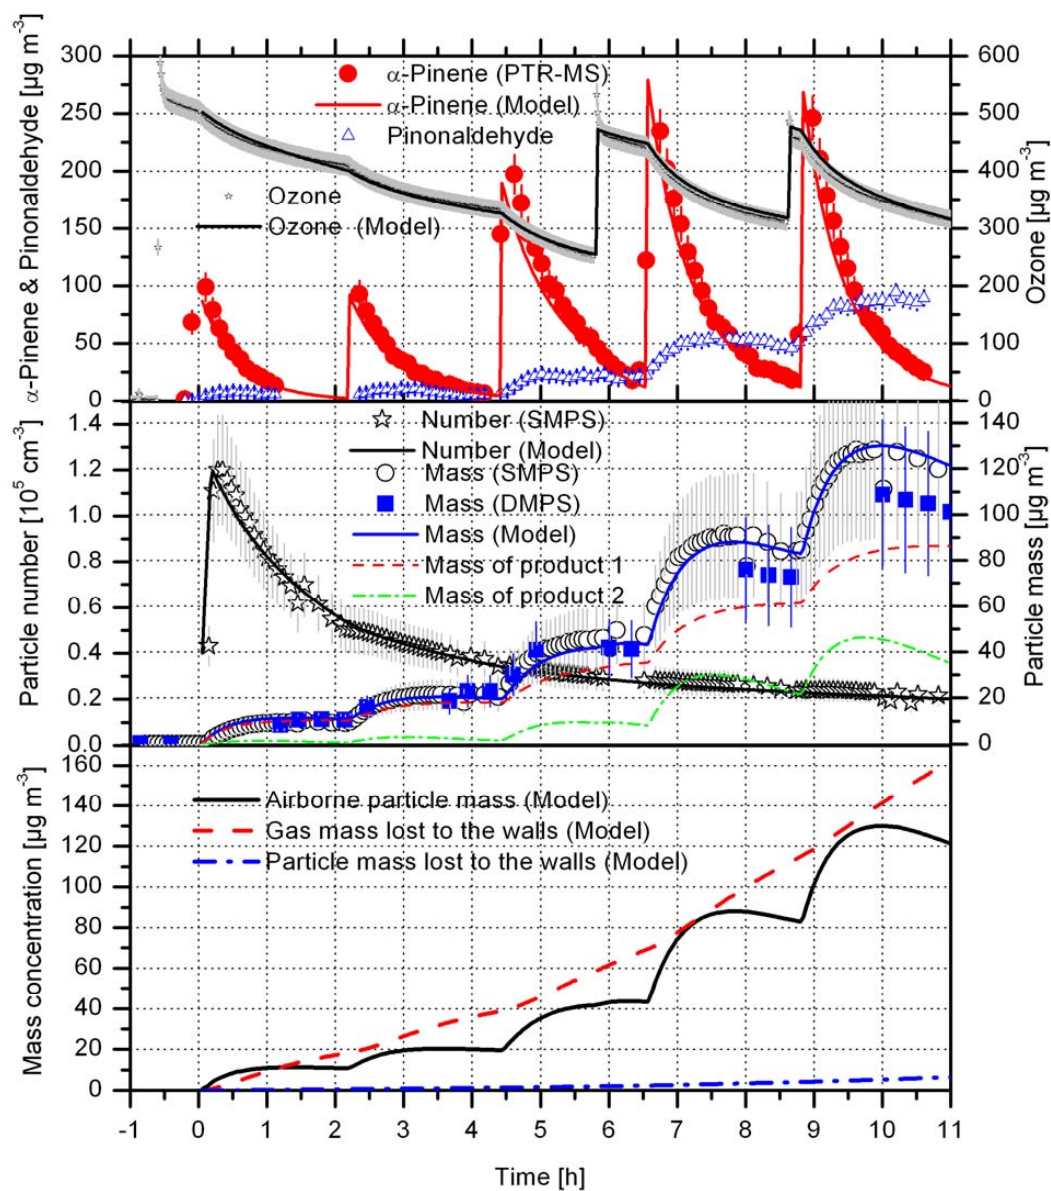 300
250
200
150
100
50
0
α-Pinene & Pinonaldehyde [µg m⁻³]
α-Pinene (PTR-MS)
α-Pinene (Model)
Pinonaldehyde
Ozone
Ozone (Model)
600
500
400
300
200
100
0
Ozone [µg m⁻³]
1.4
1.2
1.0
0.8
0.6
0.4
0.2
0.0
Particle number [10⁵ cm⁻³]
Number (SMPS)
Number (Model)
Mass (SMPS)
Mass (DMPS)
Mass (Model)
Mass of product 1
Mass of product 2
140
120
100
80
60
40
20
0
Particle mass [µg m⁻³]
160
140
120
100
80
60
40
20
0
Mass concentration [µg m⁻³]
Airborne particle mass (Model)
Gas mass lost to the walls (Model)
Particle mass lost to the walls (Model)
-1 0 1 2 3 4 5 6 7 8 9 10 11
Time [h]